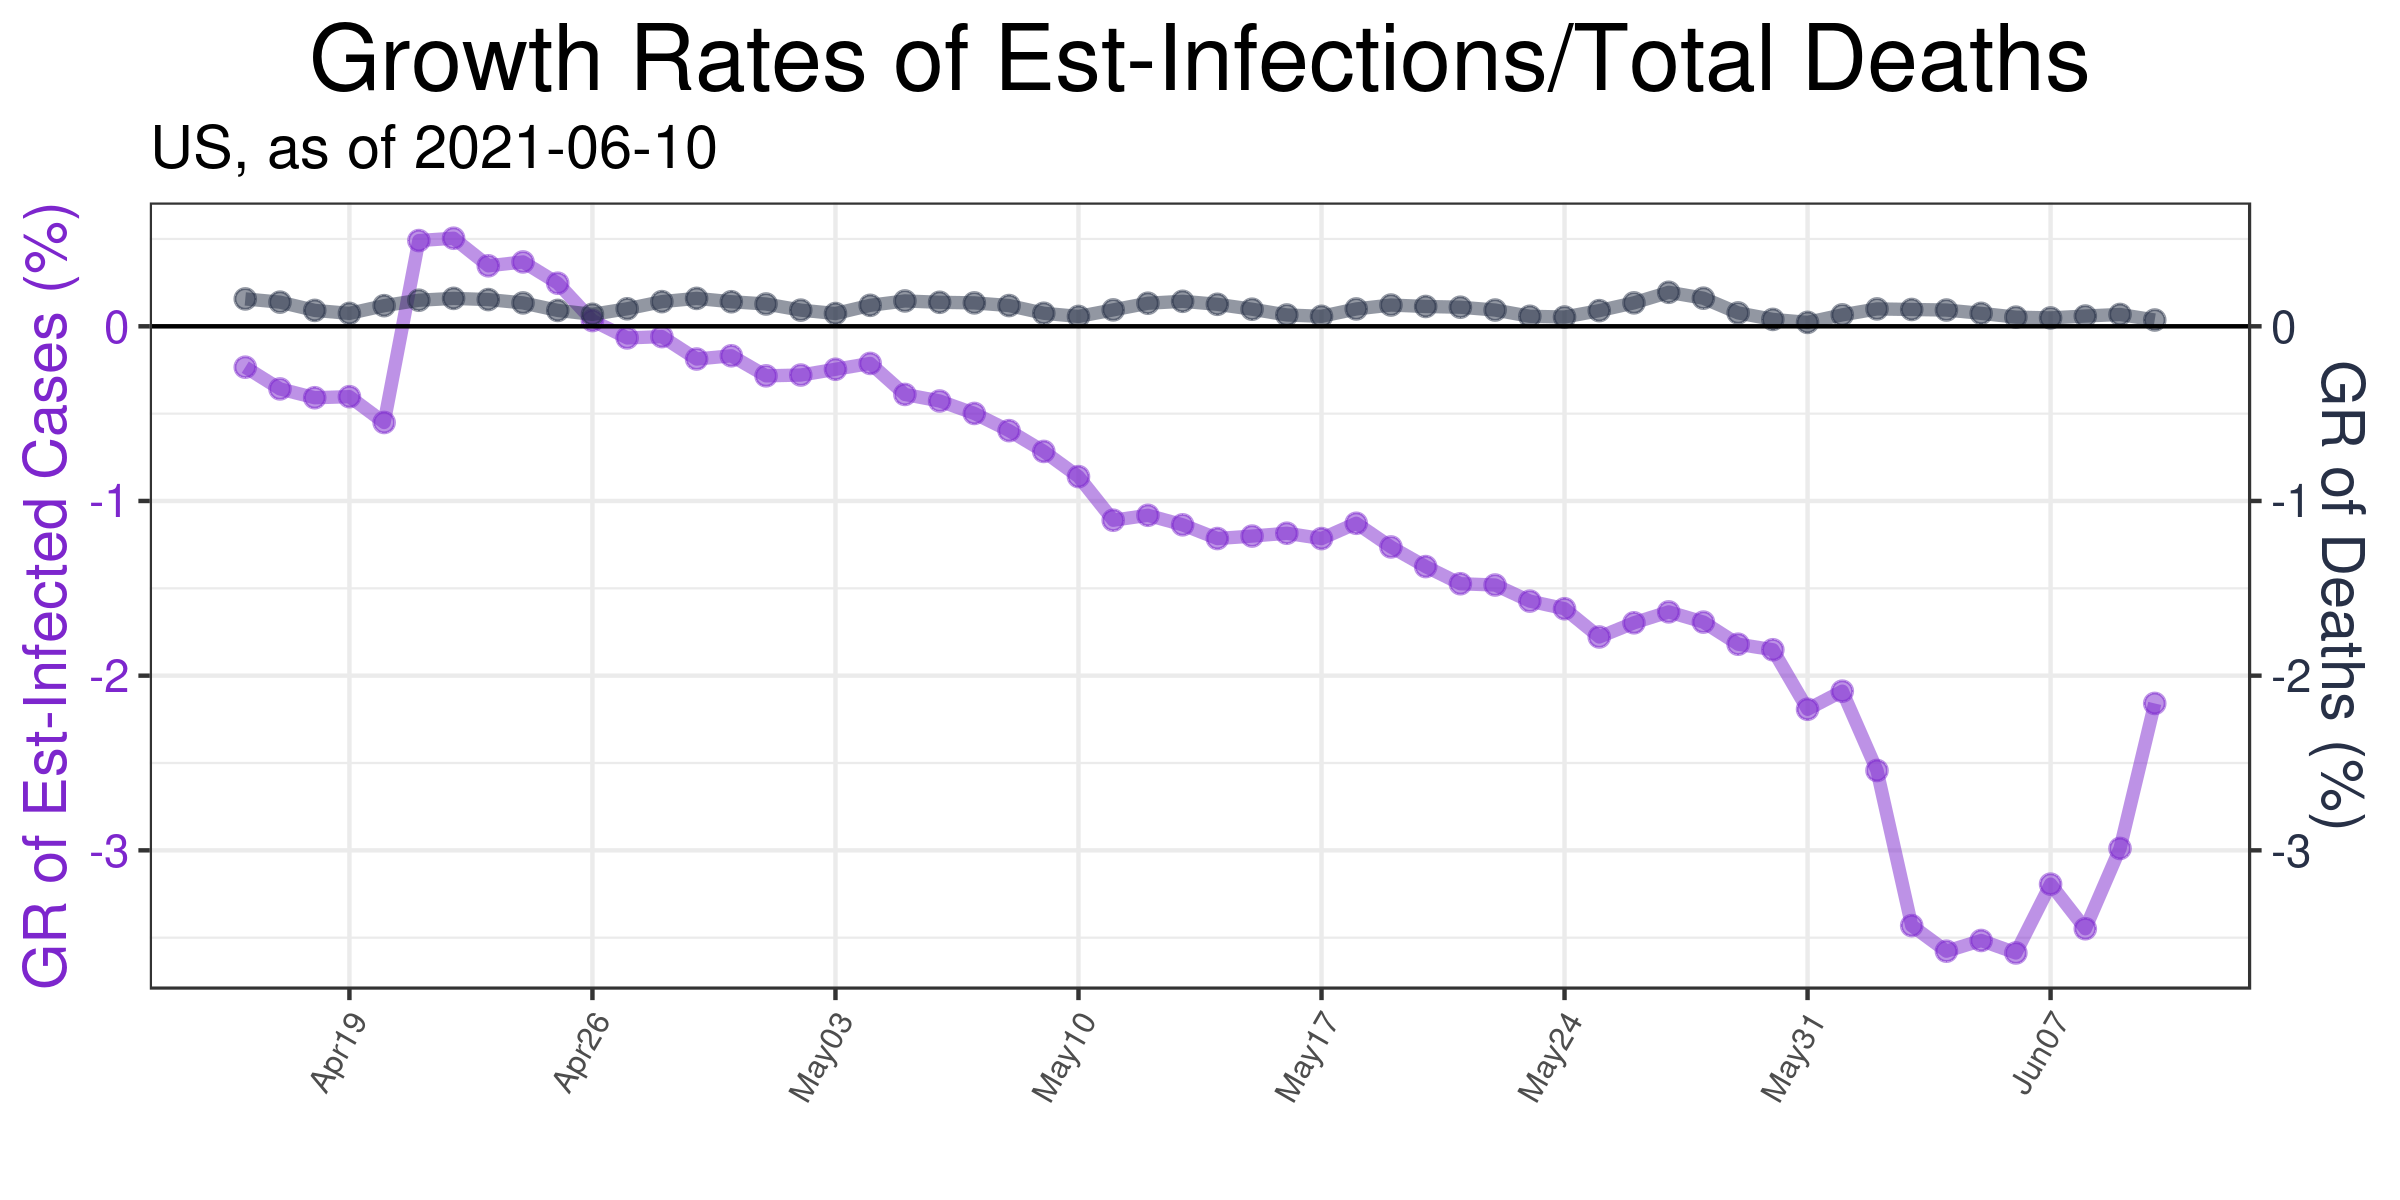 Growth Rates of Est-Infections/Total Deaths
US, as of 2021-06-10
GR of Est-Infected Cases (%)
0
-1
-2
-3
0
-1
-2
-3
GR of Deaths (%)
Apr19
Apr26
May03
May10
May17
May24
May31
Jun07